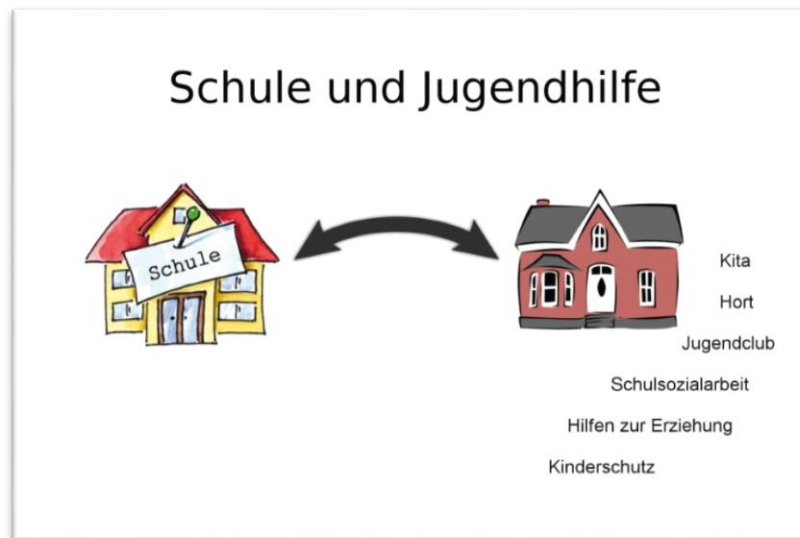 Schule und Jugendhilfe
Schule
Kita
Hort
Jugendclub
Schulsozialarbeit
Hilfen zur Erziehung
Kinderschutz